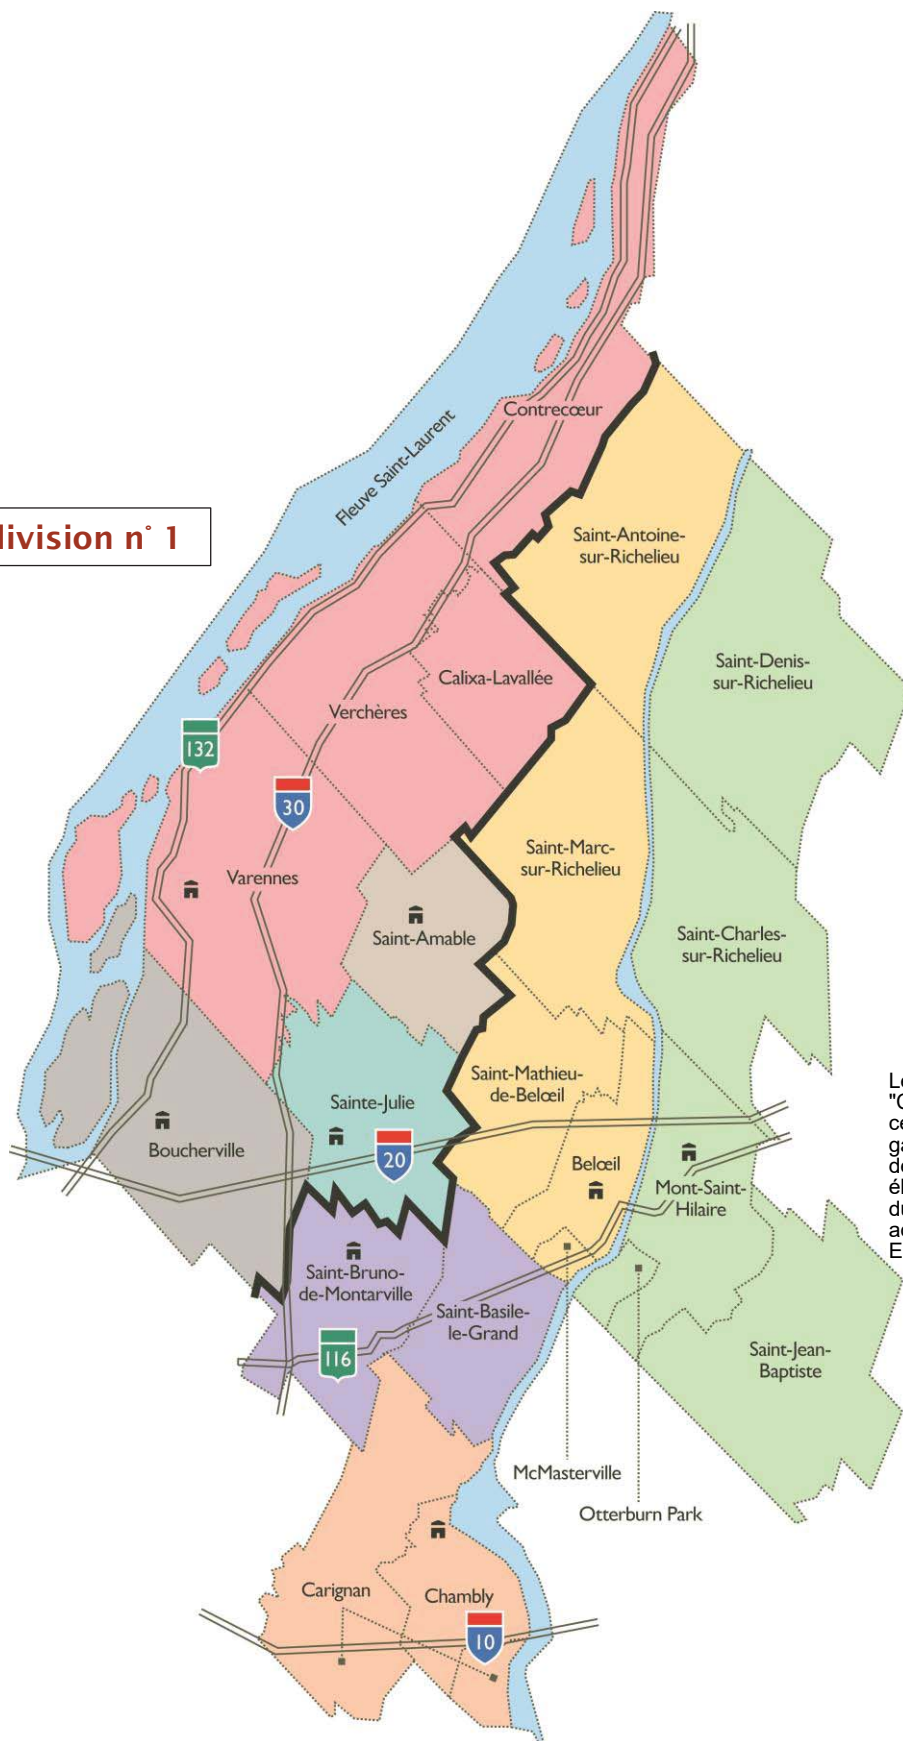 Contrecœur
Fleuve Saint-Laurent
division n° 1
Saint-Antoine-
sur-Richelieu
Saint-Denis-
sur-Richelieu
Calixa-Lavallée
Verchères
132
30
Saint-Marc-
sur-Richelieu
Varennes
Saint-Amable
Saint-Charles-
sur-Richelieu
Saint-Mathieu-
de-Belœil
Sainte-Julie
Boucherville
20
Belœil
Mont-Saint-
Hilaire
Saint-Bruno-
de-Montarville
Saint-Basile-
le-Grand
116
Saint-Jean-
Baptiste
McMasterville
Otterburn Park
Carignan
Chambly
10